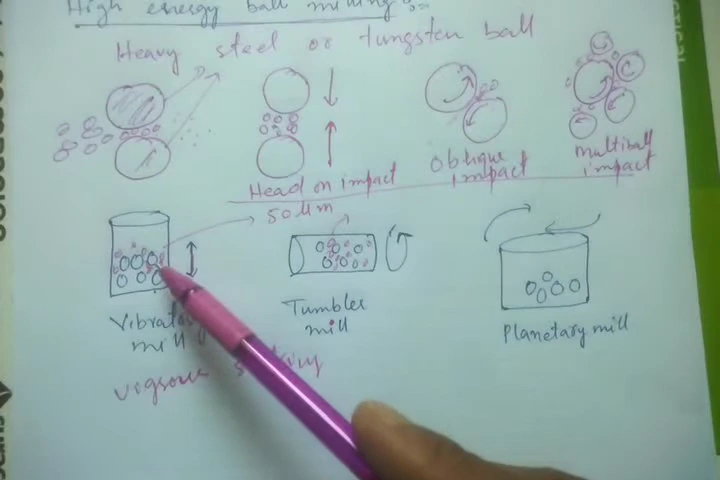 High energy ball milling :-
Heavy steel or tungsten ball
Head on impact
Oblique
impact
multiball
impact
50 µm
Vibratory
mill
Tumbler
mill
Planetary mill